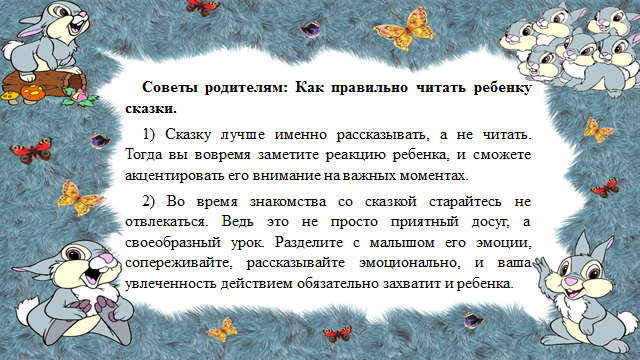 Советы родителям: Как правильно читать ребенку
сказки.
1) Сказку лучше именно рассказывать, а не читать.
Тогда вы вовремя заметите реакцию ребенка, и сможете
акцентировать его внимание на важных моментах.
2) Во время знакомства со сказкой старайтесь не
отвлекаться. Ведь это не просто приятный досуг, а
своеобразный урок. Разделите с малышом его эмоции,
сопереживайте, рассказывайте эмоционально, и ваша
увлеченность действием обязательно захватит и ребенка.